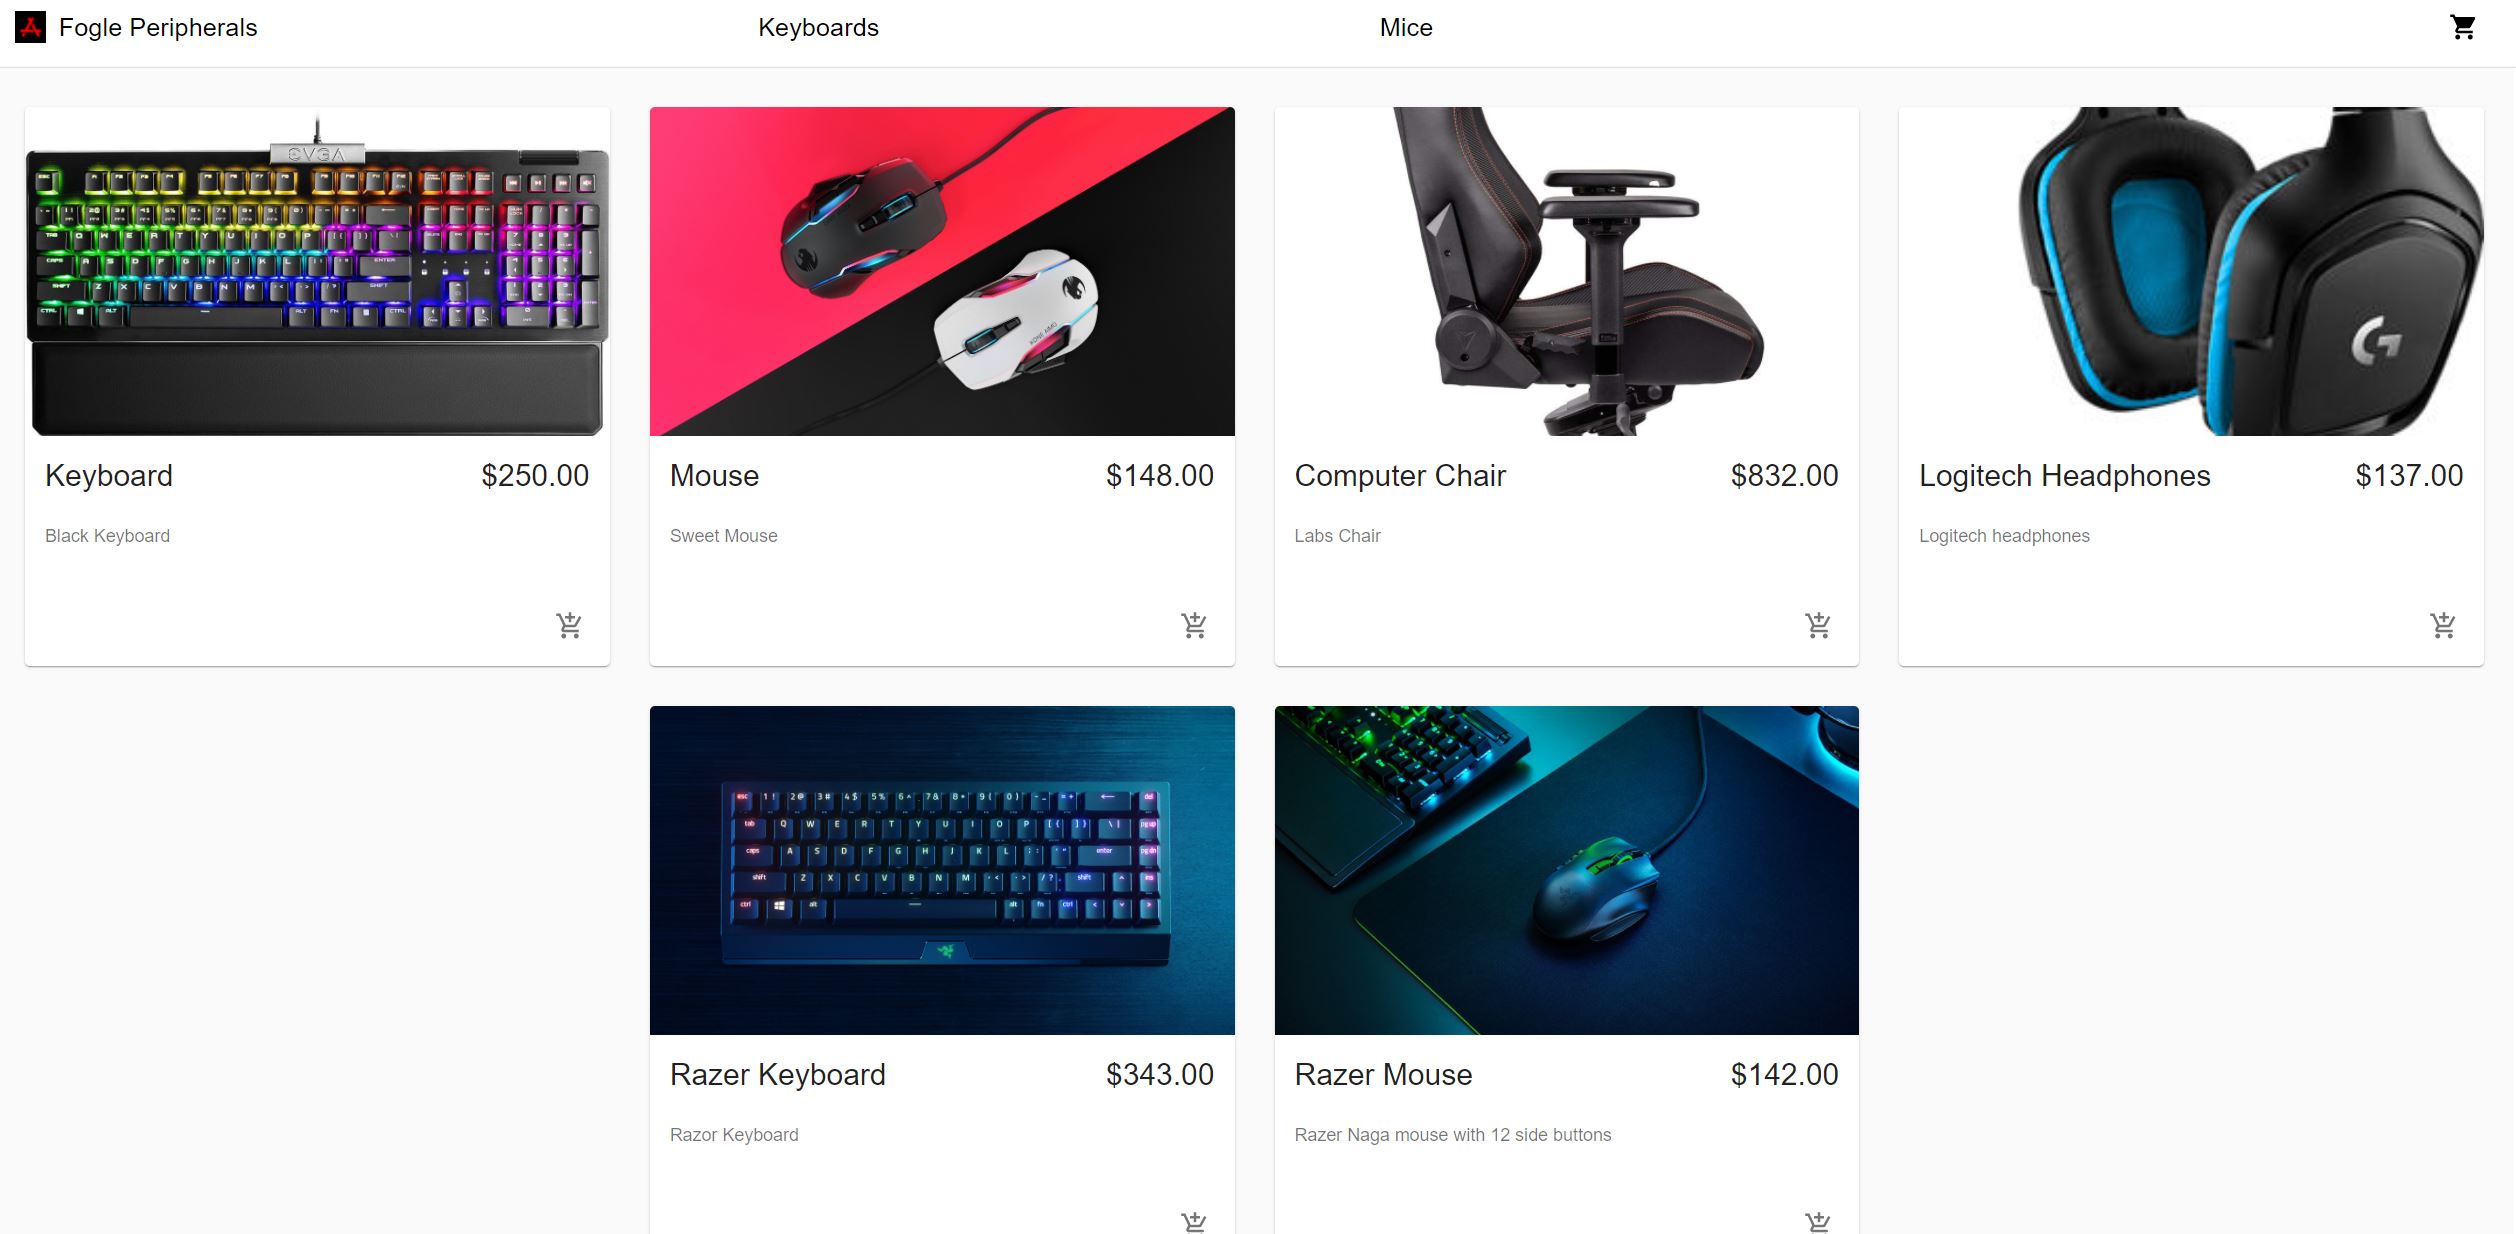 Fogle Peripherals
Keyboards
Mice
EVGA
Keyboard
$250.00
Black Keyboard
Mouse
$148.00
Sweet Mouse
Computer Chair
$832.00
Labs Chair
Logitech Headphones
$137.00
Logitech headphones
Razer Keyboard
$343.00
Razor Keyboard
Razer Mouse
$142.00
Razer Naga mouse with 12 side buttons